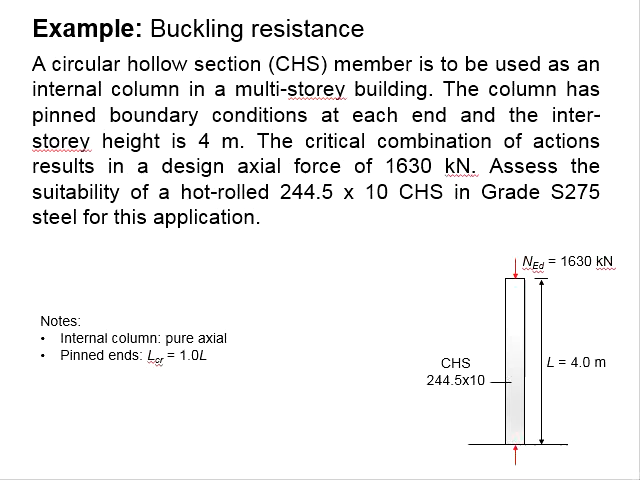 Example: Buckling resistance
A circular hollow section (CHS) member is to be used as an
internal column in a multi-storey building. The column has
pinned boundary conditions at each end and the inter-
storey height is 4 m. The critical combination of actions
results in a design axial force of 1630 kN. Assess the
suitability of a hot-rolled 244.5 x 10 CHS in Grade S275
steel for this application.
N_Ed = 1630 kN
Notes:
• Internal column: pure axial
• Pinned ends: L_cr = 1.0L
CHS
244.5x10
L = 4.0 m